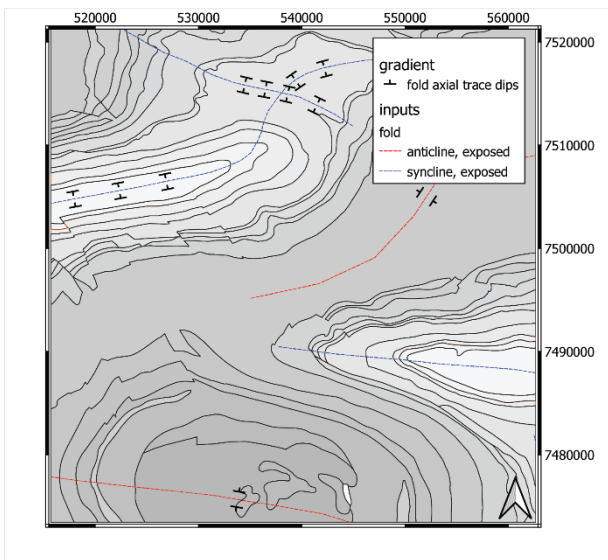 520000 530000 540000 550000 560000
7520000
gradient
fold axial trace dips
inputs
fold
anticline, exposed
syncline, exposed
7510000
7500000
7490000
7480000